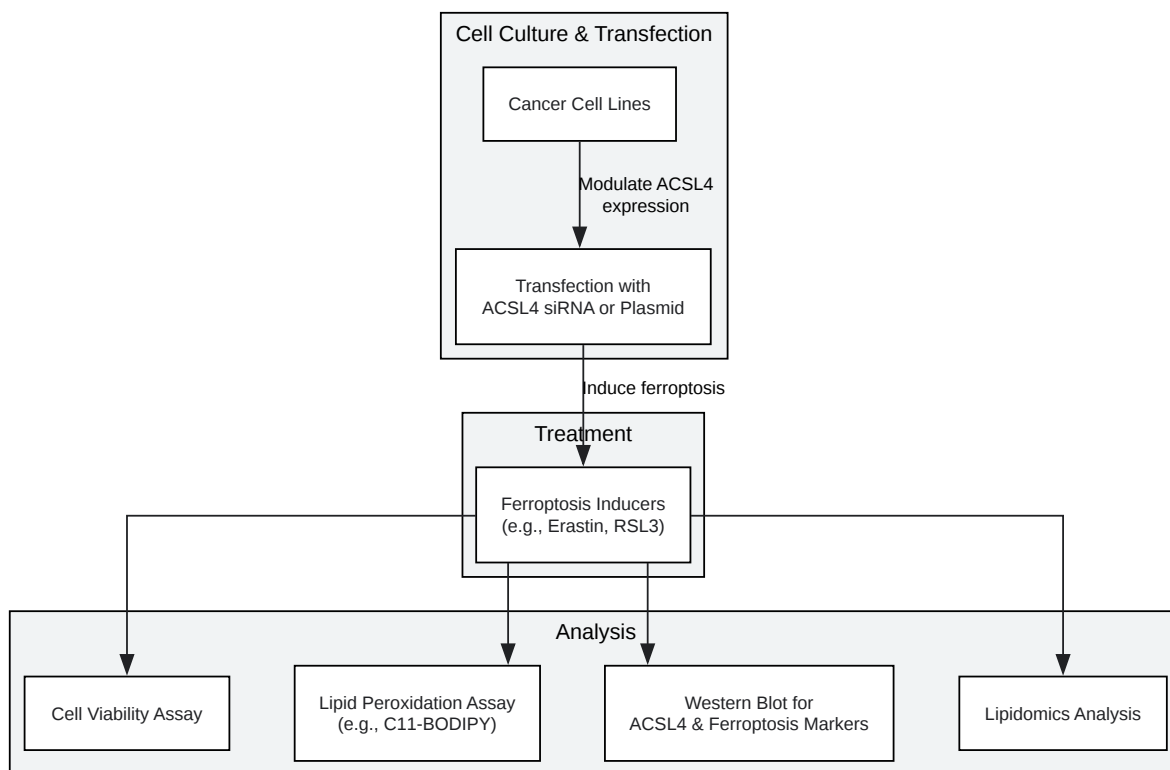 Cell Culture & Transfection
Cancer Cell Lines
Modulate ACSL4
expression
Transfection with
ACSL4 siRNA or Plasmid
Induce ferroptosis
Treatment
Ferroptosis Inducers
(e.g., Erastin, RSL3)
Analysis
Cell Viability Assay
Lipid Peroxidation Assay
(e.g., C11-BODIPY)
Western Blot for
ACSL4 & Ferroptosis Markers
Lipidomics Analysis